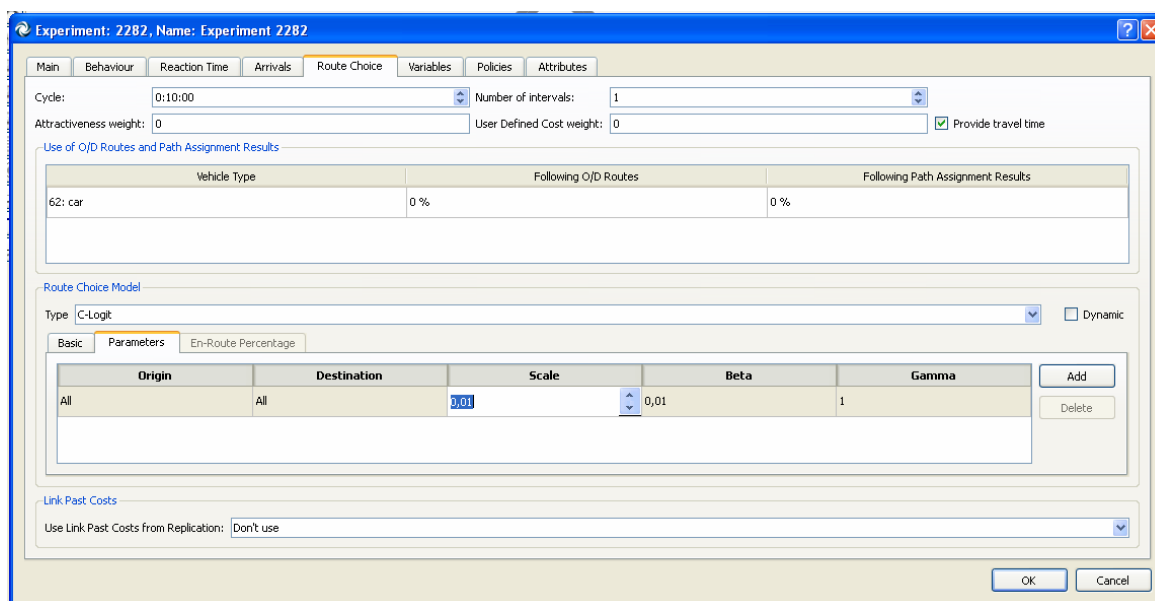 Experiment: 2282, Name: Experiment 2282
Main Behaviour Reaction Time Arrivals Route Choice Variables Policies Attributes
Cycle: 0:10:00 Number of intervals: 1
Attractiveness weight: 0 User Defined Cost weight: 0 Provide travel time
Use of O/D Routes and Path Assignment Results
Vehicle Type Following O/D Routes Following Path Assignment Results
62: car 0 % 0 %
Route Choice Model
Type C-Logit Dynamic
Basic Parameters En-Route Percentage
Origin Destination Scale Beta Gamma Add
All All 0,01 0,01 1
Delete
Link Past Costs
Use Link Past Costs from Replication: Don't use
OK Cancel